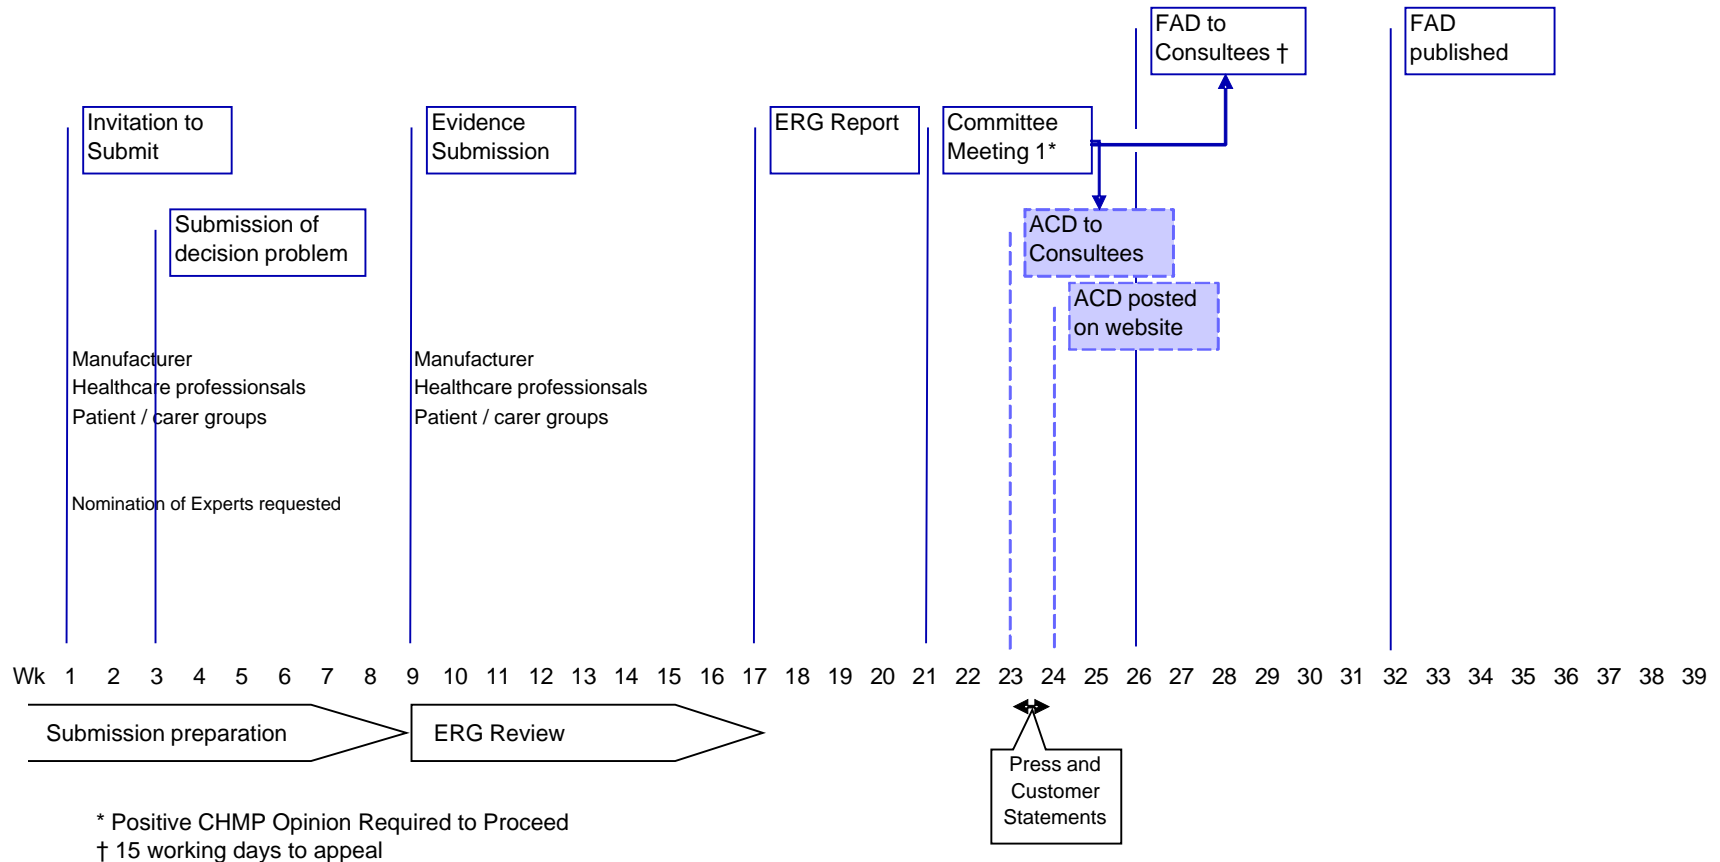 FAD to
Consultees †
FAD
published
Invitation to
Submit
Evidence
Submission
ERG Report
Committee
Meeting 1*
Submission of
decision problem
ACD to
Consultees
ACD posted
on website
Manufacturer
Healthcare professionsals
Patient / carer groups
Manufacturer
Healthcare professionsals
Patient / carer groups
Nomination of Experts requested
Wk 1 2 3 4 5 6 7 8 9 10 11 12 13 14 15 16 17 18 19 20 21 22 23 24 25 26 27 28 29 30 31 32 33 34 35 36 37 38 39
Submission preparation
ERG Review
Press and
Customer
Statements
* Positive CHMP Opinion Required to Proceed
† 15 working days to appeal